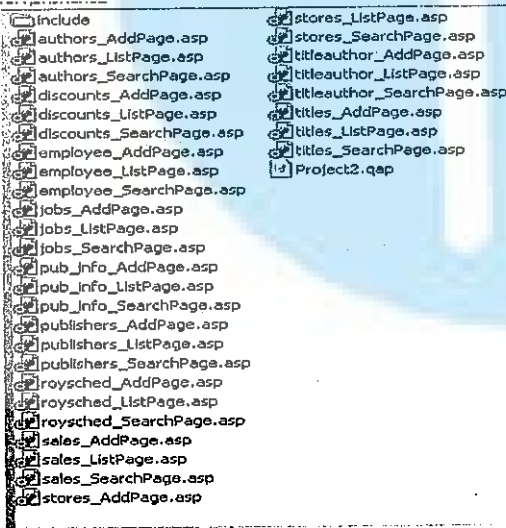 include
authors_AddPage.asp
authors_ListPage.asp
authors_SearchPage.asp
discounts_AddPage.asp
discounts_ListPage.asp
discounts_SearchPage.asp
employee_AddPage.asp
employee_ListPage.asp
employee_SearchPage.asp
jobs_AddPage.asp
jobs_ListPage.asp
jobs_SearchPage.asp
pub_info_AddPage.asp
pub_info_ListPage.asp
pub_info_SearchPage.asp
publishers_AddPage.asp
publishers_ListPage.asp
publishers_SearchPage.asp
roysched_AddPage.asp
roysched_ListPage.asp
roysched_SearchPage.asp
sales_AddPage.asp
sales_ListPage.asp
sales_SearchPage.asp
stores_AddPage.asp
stores_ListPage.asp
stores_SearchPage.asp
titleauthor_AddPage.asp
titleauthor_ListPage.asp
titleauthor_SearchPage.asp
titles_AddPage.asp
titles_ListPage.asp
titles_SearchPage.asp
Project2.qap